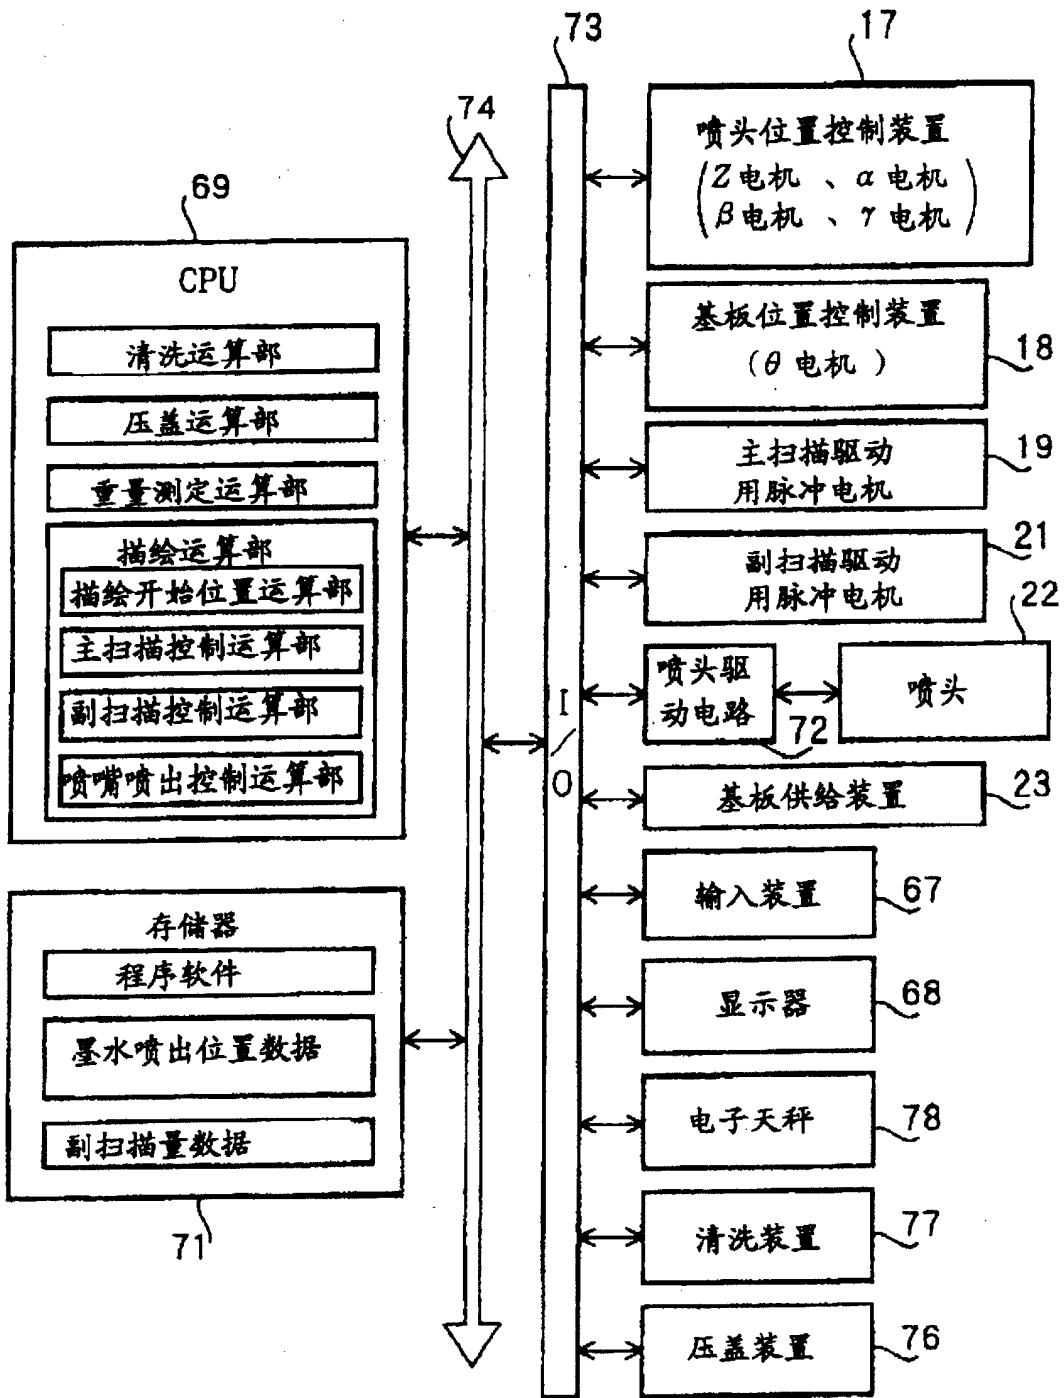 73
17
74
喷头位置控制装置
(Z电机、α电机
β电机、γ电机)
69
CPU
清洗运算部
压盖运算部
重量测定运算部
描绘运算部
描绘开始位置运算部
主扫描控制运算部
副扫描控制运算部
喷嘴喷出控制运算部
基板位置控制装置
(θ电机)
18
主扫描驱动
用脉冲电机
19
副扫描驱动
用脉冲电机
21
22
喷头驱
动电路
72
喷头
I/O
基板供给装置
23
存储器
程序软件
墨水喷出位置数据
副扫描量数据
71
输入装置
67
显示器
68
电子天秤
78
清洗装置
77
压盖装置
76